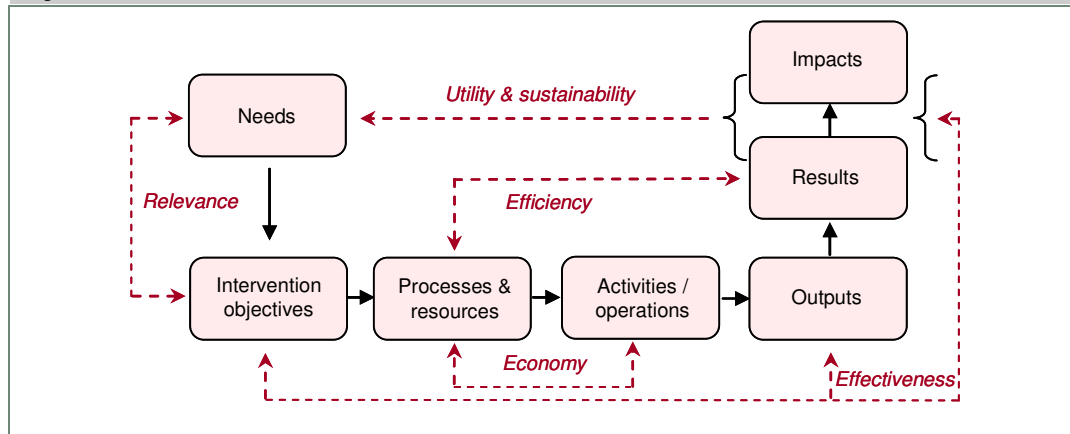 Impacts
Utility & sustainability
Needs
Results
Relevance
Efficiency
Intervention
objectives
Processes &
resources
Activities /
operations
Outputs
Economy
Effectiveness